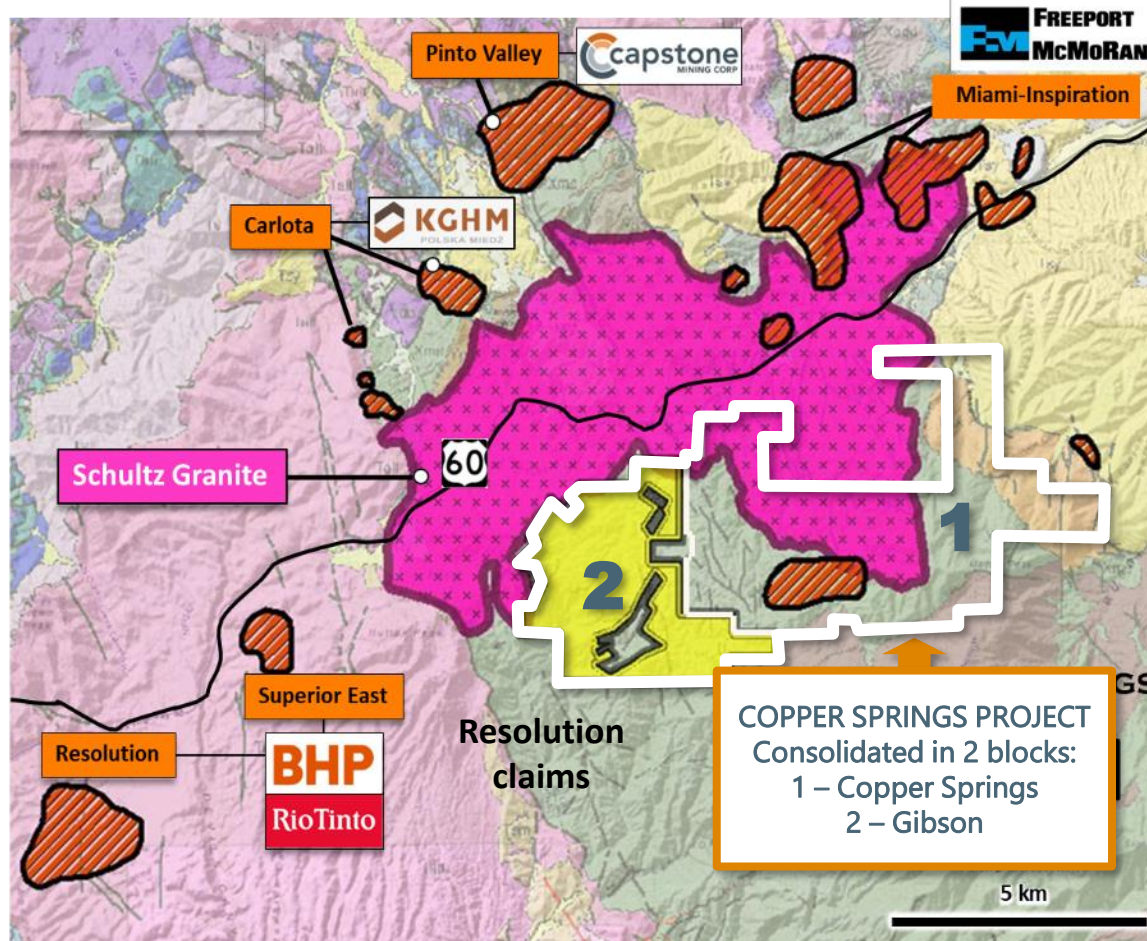 FREEPORT
FCX
McMoRAN
Pinto Valley
capstone
MINING CORP
Miami-Inspiration
Carlota
KGHM
POLSKA MIEDŹ
Schultz Granite
60
1
2
Superior East
Resolution
BHP
RioTinto
Resolution
claims
GS
COPPER SPRINGS PROJECT
Consolidated in 2 blocks:
1 – Copper Springs
2 – Gibson
5 km